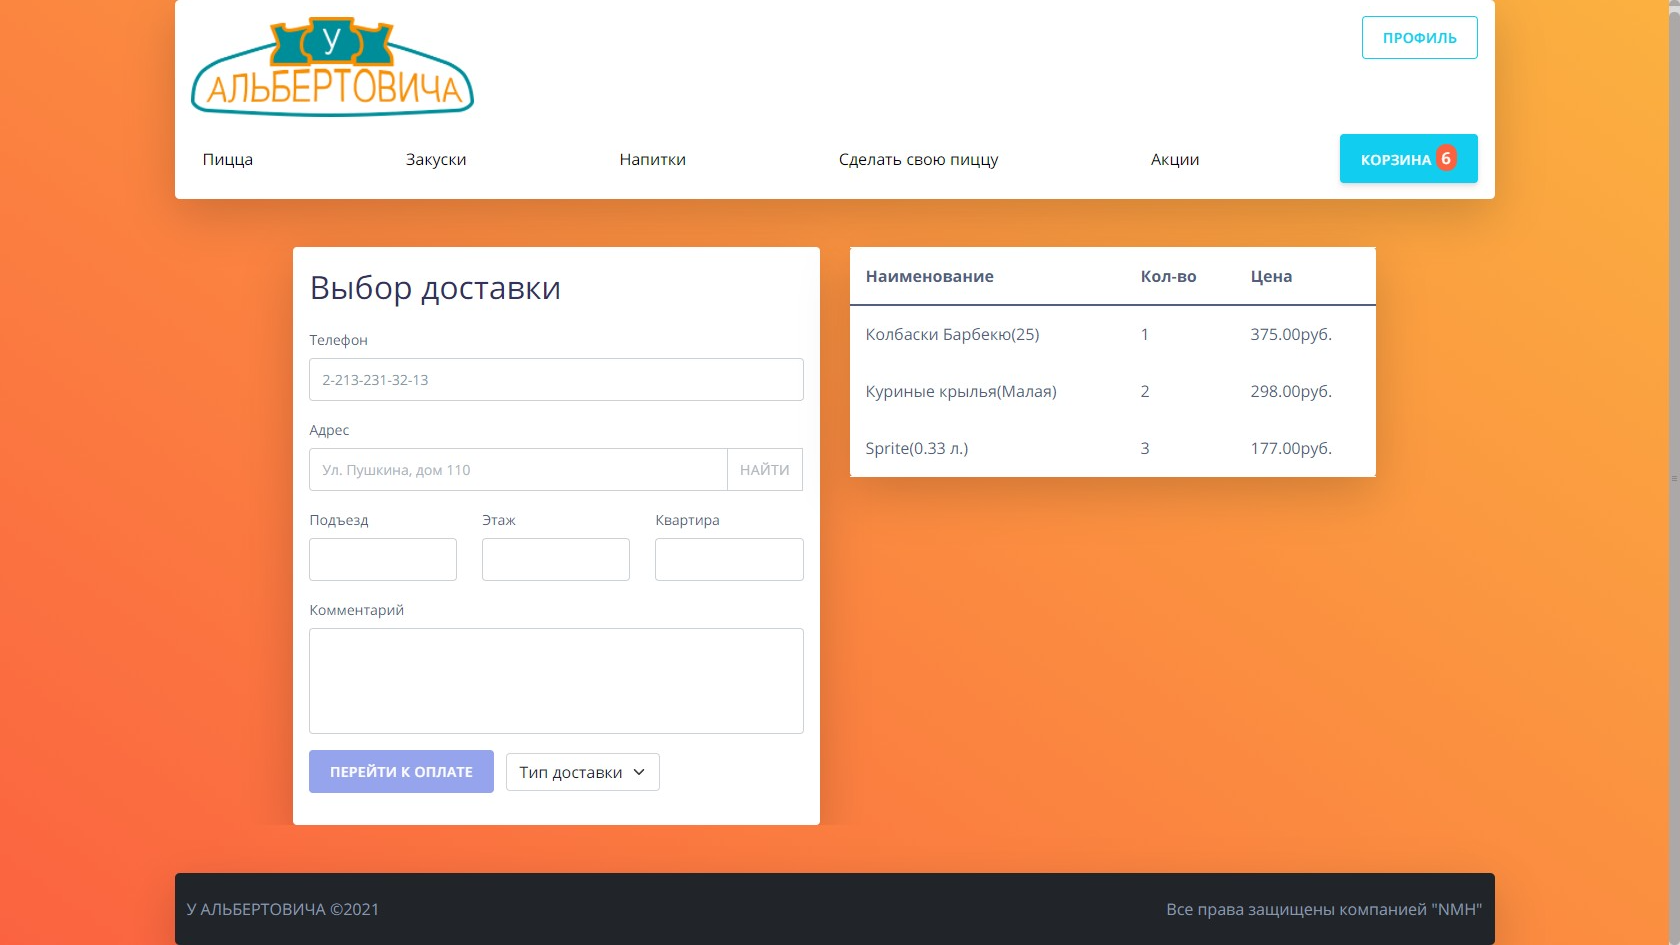 У
АЛЬБЕРТОВИЧА
ПРОФИЛЬ
Пицца
Закуски
Напитки
Сделать свою пиццу
Акции
КОРЗИНА 6
Выбор доставки
Телефон
2-213-231-32-13
Адрес
Ул. Пушкина, дом 110
НАЙТИ
Подъезд
Этаж
Квартира
Комментарий
ПЕРЕЙТИ К ОПЛАТЕ
Тип доставки
Наименование Кол-во Цена
Колбаски Барбекю(25) 1 375.00руб.
Куриные крылья(Малая) 2 298.00руб.
Sprite(0.33 л.) 3 177.00руб.
У АЛЬБЕРТОВИЧА ©2021
Все права защищены компанией "NMH"